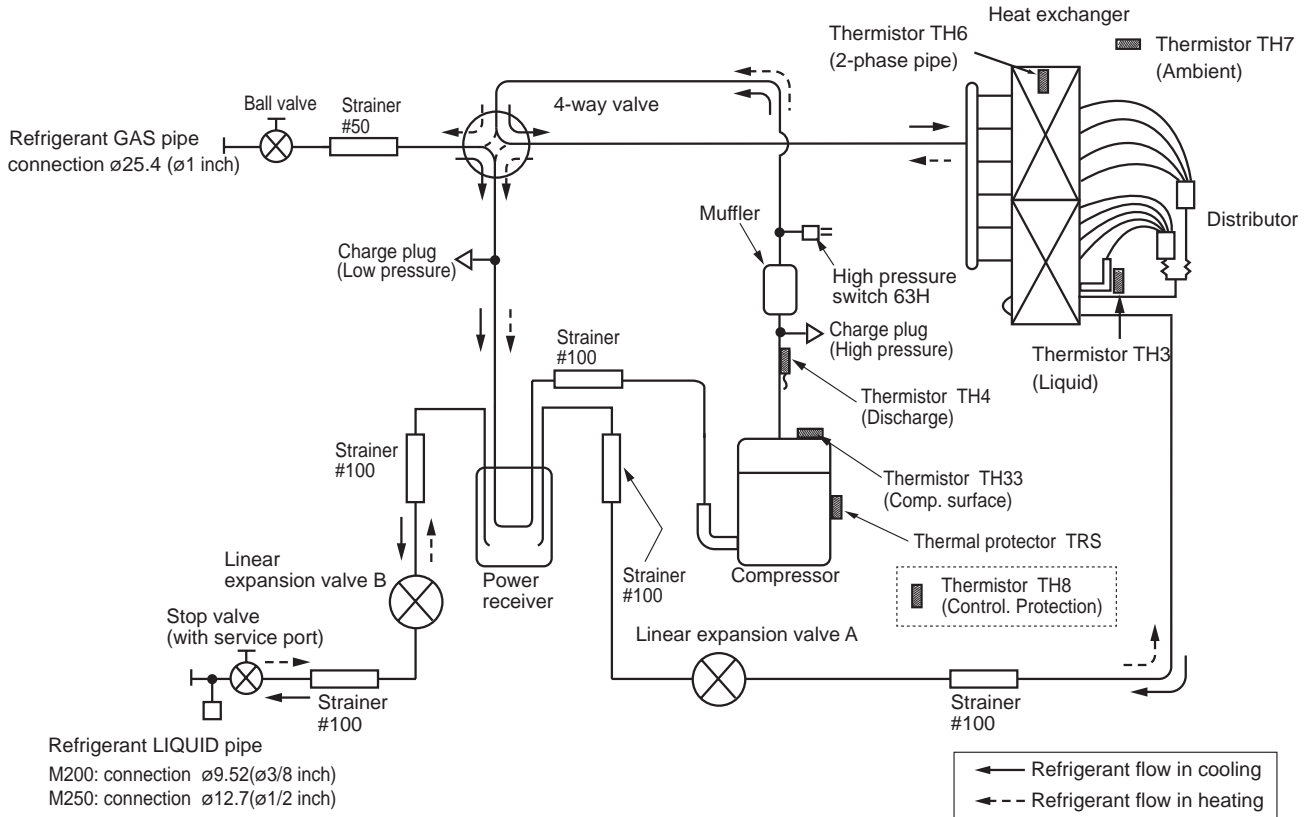 Heat exchanger
Thermistor TH6
(2-phase pipe)
Thermistor TH7
(Ambient)
Ball valve
Strainer
#50
4-way valve
Refrigerant GAS pipe
connection ø25.4 (ø1 inch)
Muffler
Distributor
Charge plug
(Low pressure)
High pressure
switch 63H
Strainer
#100
Charge plug
(High pressure)
Thermistor TH3
(Liquid)
Thermistor TH4
(Discharge)
Strainer
#100
Thermistor TH33
(Comp. surface)
Thermal protector TRS
Linear
expansion valve B
Power
receiver
Strainer
#100
Compressor
Thermistor TH8
(Control. Protection)
Stop valve
(with service port)
Linear expansion valve A
Strainer
#100
Strainer
#100
Refrigerant LIQUID pipe
M200: connection ø9.52(ø3/8 inch)
M250: connection ø12.7(ø1/2 inch)
Refrigerant flow in cooling
Refrigerant flow in heating